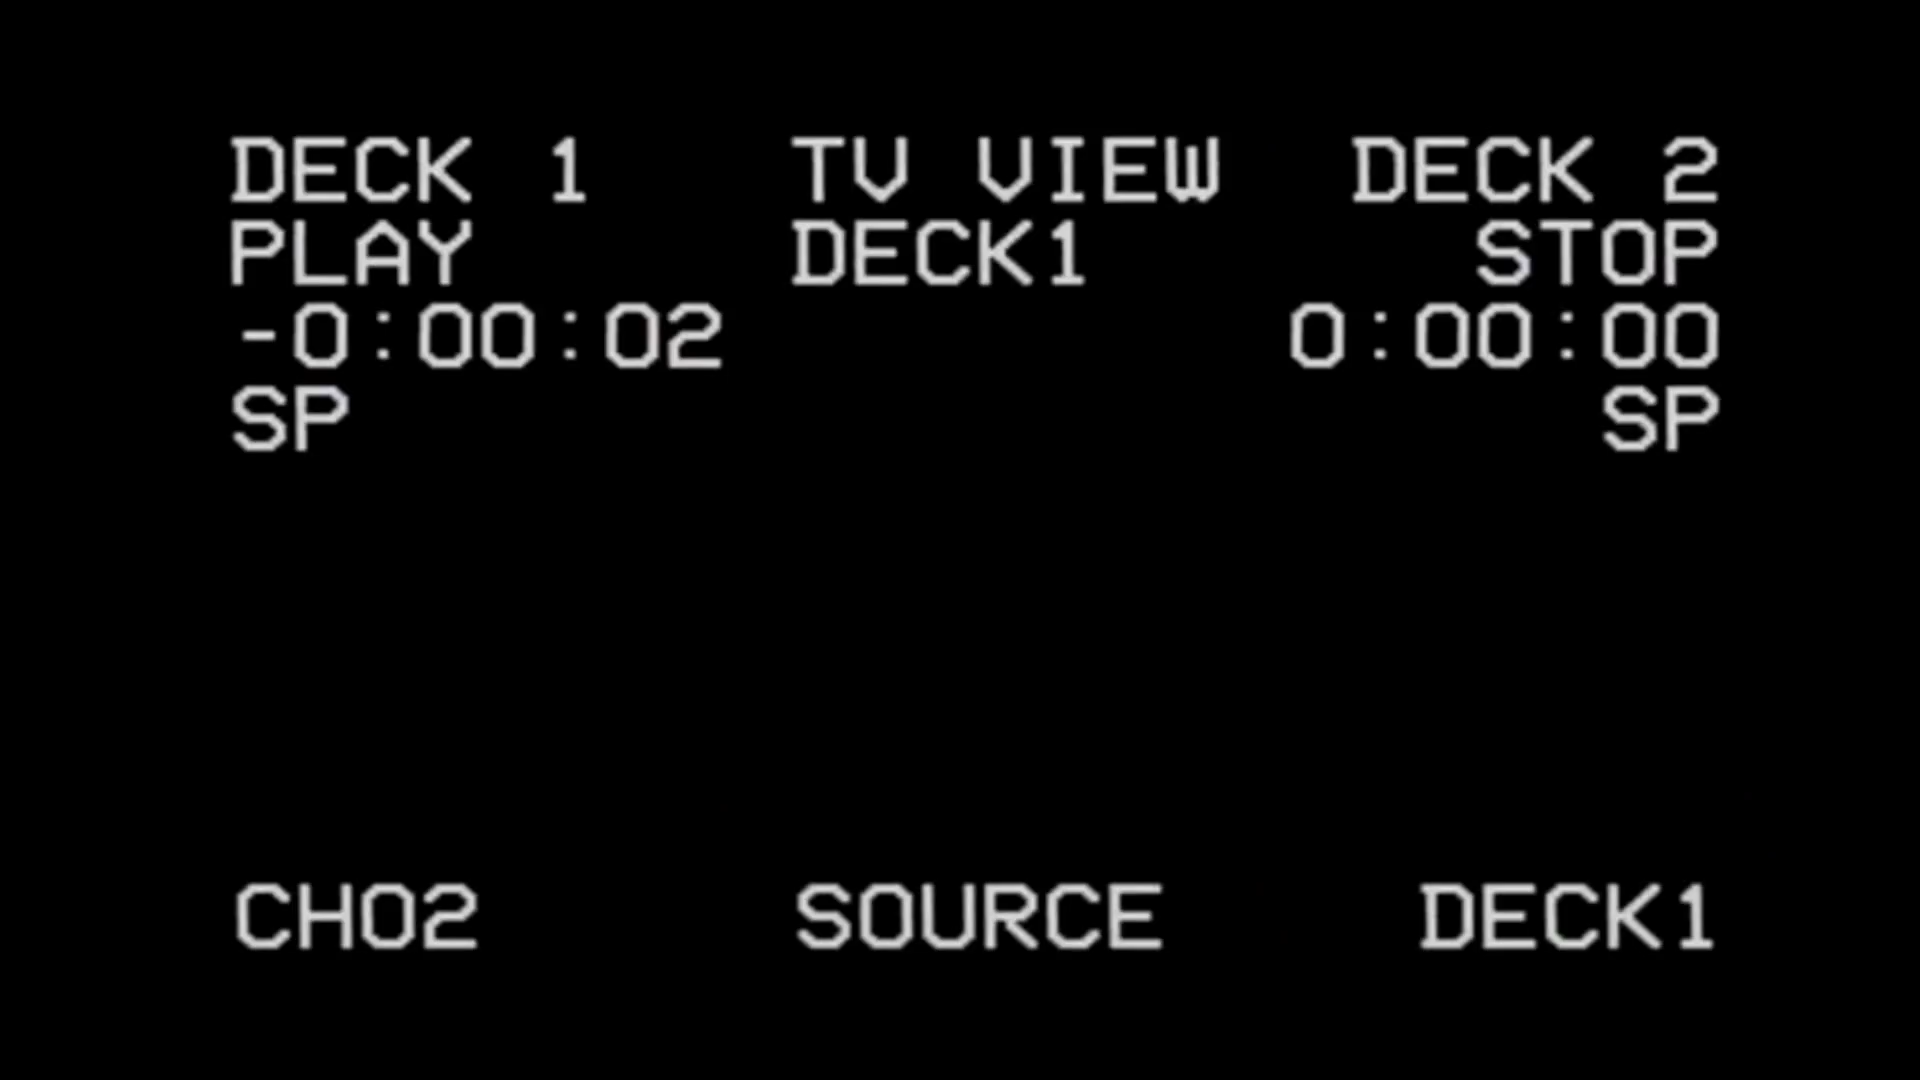 DECK 1 TV VIEW DECK 2
PLAY DECK1 STOP
-0:00:02 0:00:00
SP SP
CH02 SOURCE DECK1